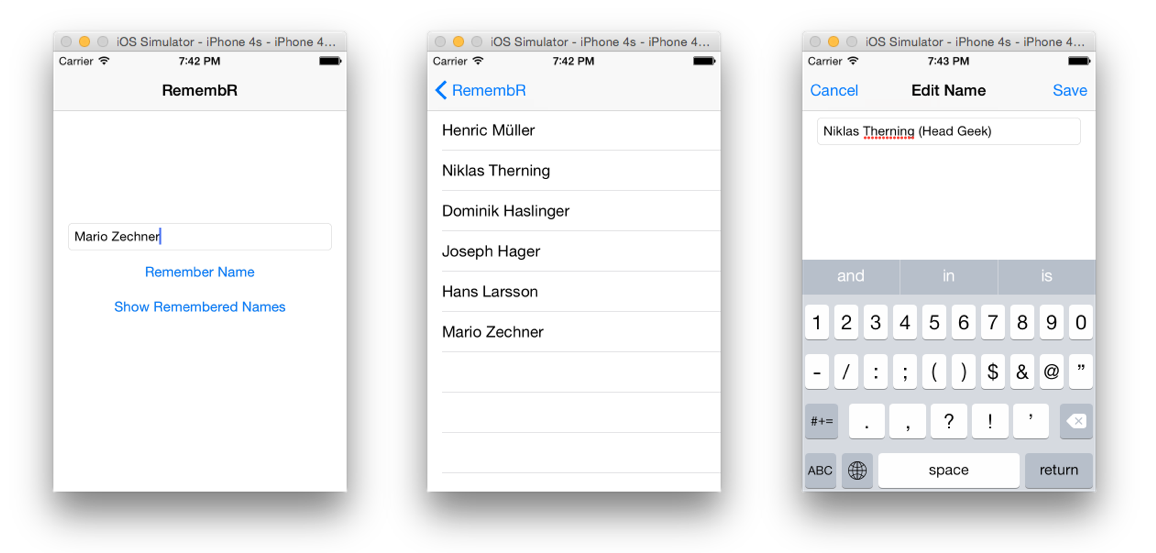 iOS Simulator - iPhone 4s - iPhone 4...
Carrier 7:42 PM
RemembR
Mario Zechner
Remember Name
Show Remembered Names
iOS Simulator - iPhone 4s - iPhone 4...
Carrier 7:42 PM
RemembR
Henric Müller
Niklas Therning
Dominik Haslinger
Joseph Hager
Hans Larsson
Mario Zechner
iOS Simulator - iPhone 4s - iPhone 4...
Carrier 7:43 PM
Cancel Edit Name Save
Niklas Therning (Head Geek)
and in is
1 2 3 4 5 6 7 8 9 0
- / : ; ( ) $ & @ ”
#+= . , ? ! ’
ABC space return